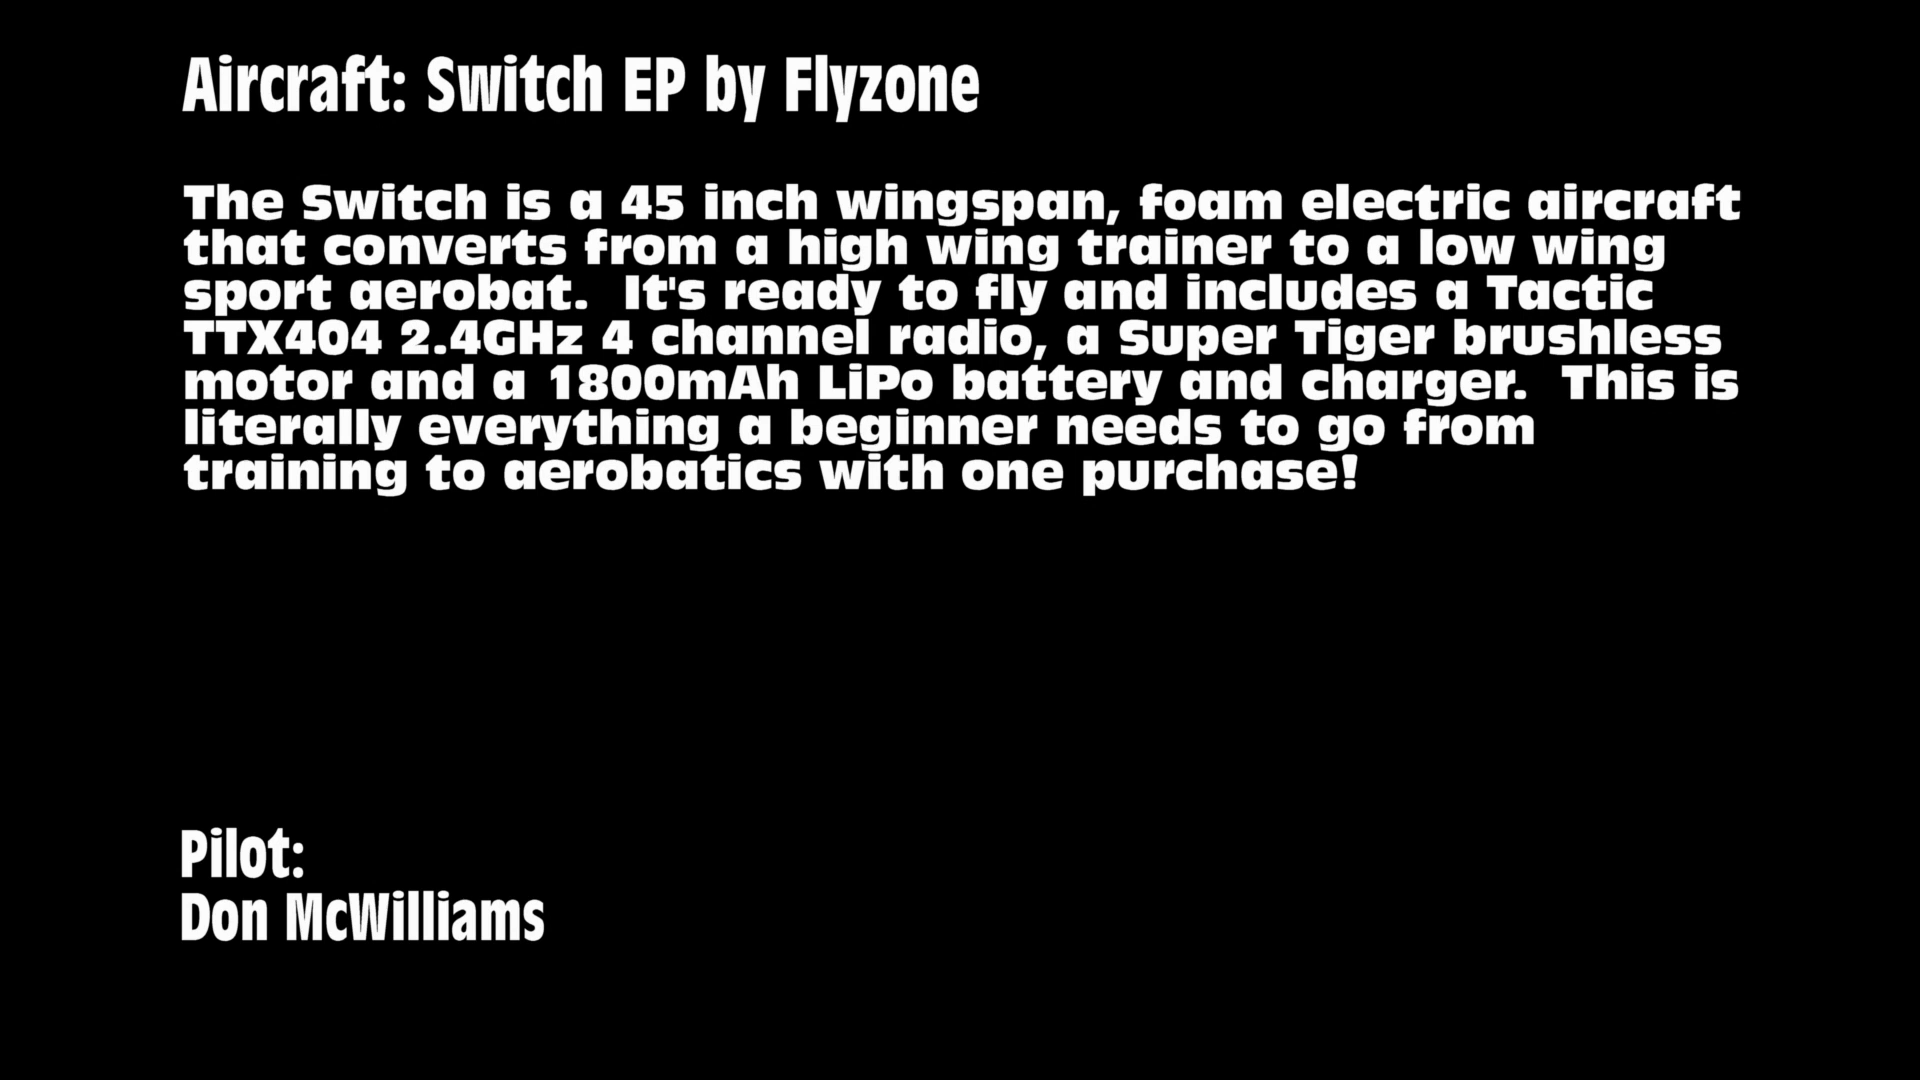 Aircraft: Switch EP by Flyzone
The Switch is a 45 inch wingspan, foam electric aircraft
that converts from a high wing trainer to a low wing
sport aerobat.  It's ready to fly and includes a Tactic
TTX404 2.4GHz 4 channel radio, a Super Tiger brushless
motor and a 1800mAh LiPo battery and charger.  This is
literally everything a beginner needs to go from
training to aerobatics with one purchase!
Pilot:
Don McWilliams